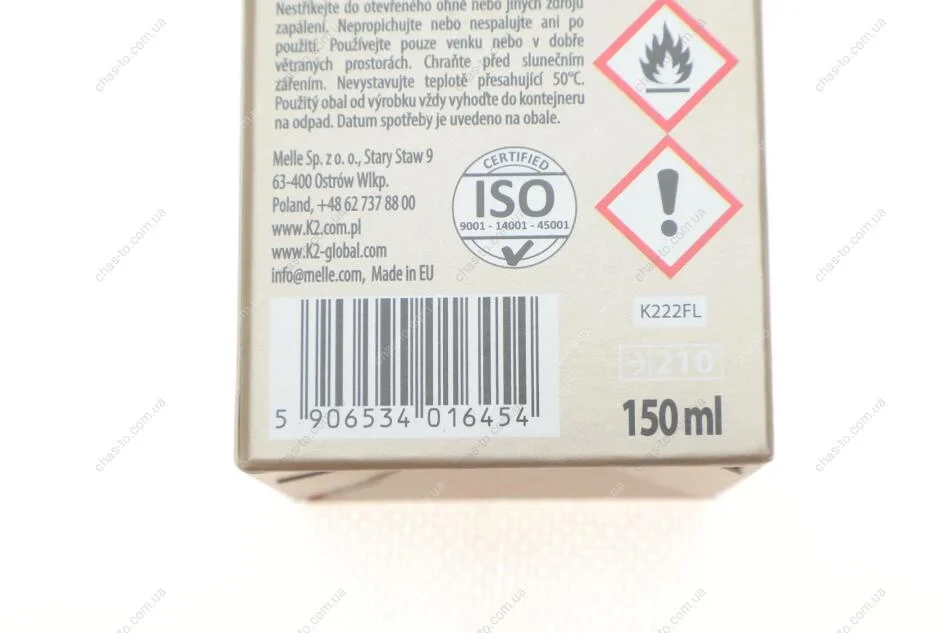 Nestříkejte do otevřeného ohně nebo jiných zdrojů
zapálení. Nepropichujte nebo nespalujte ani po
použití. Používejte pouze venku nebo v dobře
větraných prostorách. Chraňte před slunečním
zářením. Nevystavujte teplotě přesahující 50°C.
Použitý obal od výrobku vždy vyhoďte do kontejneru
na odpad. Datum spotřeby je uvedeno na obale.
Melle Sp. z o. o., Stary Staw 9
63-400 Ostrów Wlkp.
Poland, +48 62 737 88 00
www.K2.com.pl
www.K2-global.com
info@melle.com, Made in EU
CERTIFIED
ISO
9001 - 14001 - 45001
K222FL
210
150 ml
5 906534 016454
chas-to.com.ua